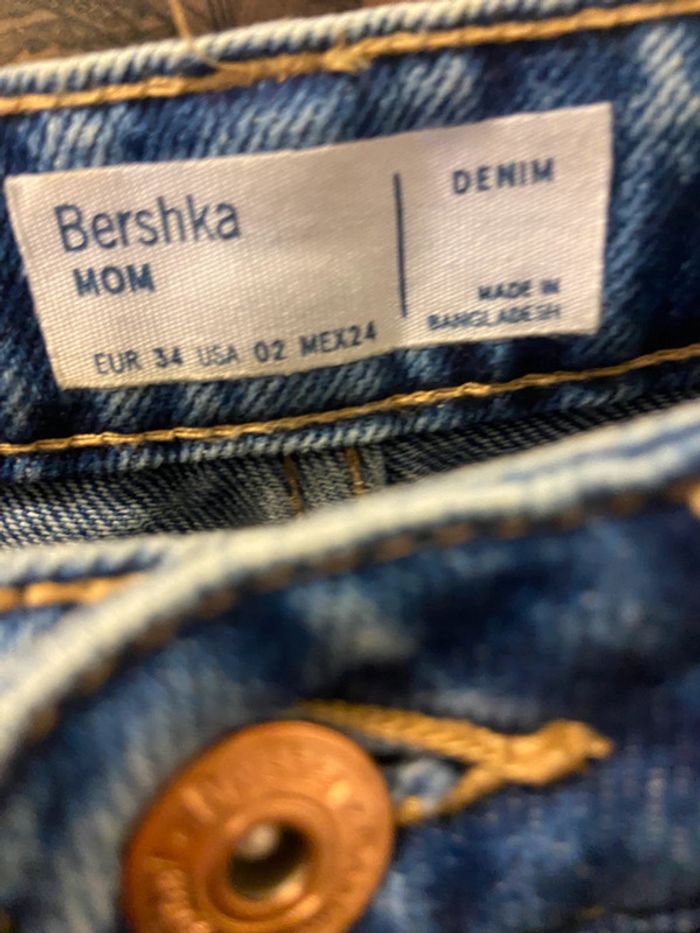 Bershka
MOM
EUR 34 USA 02 MEX24
DENIM
MADE IN
BANGLADESH